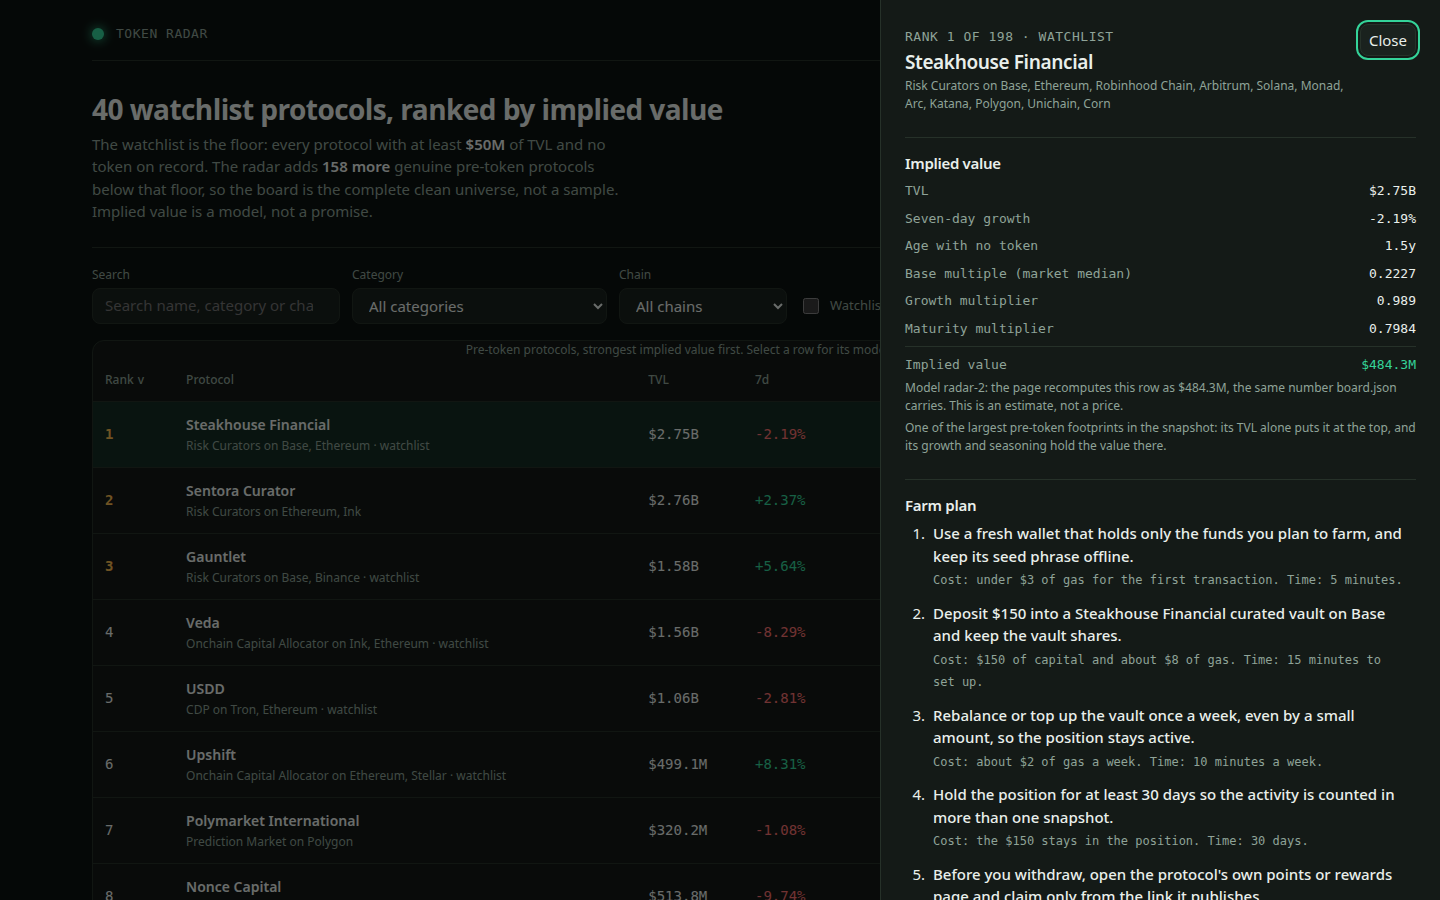 TOKEN RADAR
40 watchlist protocols, ranked by implied value
The watchlist is the floor: every protocol with at least $50M of TVL and no
token on record. The radar adds 158 more genuine pre-token protocols
below that floor, so the board is the complete clean universe, not a sample.
Implied value is a model, not a promise.
Search
Category
Chain
Search name, category or cha
All categories
All chains
Watchlis
Pre-token protocols, strongest implied value first. Select a row for its mod
Rank v
Protocol
TVL
7d
1
Steakhouse Financial
Risk Curators on Base, Ethereum · watchlist
$2.75B
-2.19%
2
Sentora Curator
Risk Curators on Ethereum, Ink
$2.76B
+2.37%
3
Gauntlet
Risk Curators on Base, Binance · watchlist
$1.58B
+5.64%
4
Veda
Onchain Capital Allocator on Ink, Ethereum · watchlist
$1.56B
-8.29%
5
USDD
CDP on Tron, Ethereum · watchlist
$1.06B
-2.81%
6
Upshift
Onchain Capital Allocator on Ethereum, Stellar · watchlist
$499.1M
+8.31%
7
Polymarket International
Prediction Market on Polygon
$320.2M
-1.08%
8
Nonce Capital
$513.8M
-9.74%
RANK 1 OF 198 · WATCHLIST
Close
Steakhouse Financial
Risk Curators on Base, Ethereum, Robinhood Chain, Arbitrum, Solana, Monad,
Arc, Katana, Polygon, Unichain, Corn
Implied value
TVL $2.75B
Seven-day growth -2.19%
Age with no token 1.5y
Base multiple (market median) 0.2227
Growth multiplier 0.989
Maturity multiplier 0.7984
Implied value $484.3M
Model radar-2: the page recomputes this row as $484.3M, the same number board.json
carries. This is an estimate, not a price.
One of the largest pre-token footprints in the snapshot: its TVL alone puts it at the top, and
its growth and seasoning hold the value there.
Farm plan
1. Use a fresh wallet that holds only the funds you plan to farm, and
keep its seed phrase offline.
Cost: under $3 of gas for the first transaction. Time: 5 minutes.
2. Deposit $150 into a Steakhouse Financial curated vault on Base
and keep the vault shares.
Cost: $150 of capital and about $8 of gas. Time: 15 minutes to
set up.
3. Rebalance or top up the vault once a week, even by a small
amount, so the position stays active.
Cost: about $2 of gas a week. Time: 10 minutes a week.
4. Hold the position for at least 30 days so the activity is counted in
more than one snapshot.
Cost: the $150 stays in the position. Time: 30 days.
5. Before you withdraw, open the protocol's own points or rewards
page and claim only from the link it publishes.